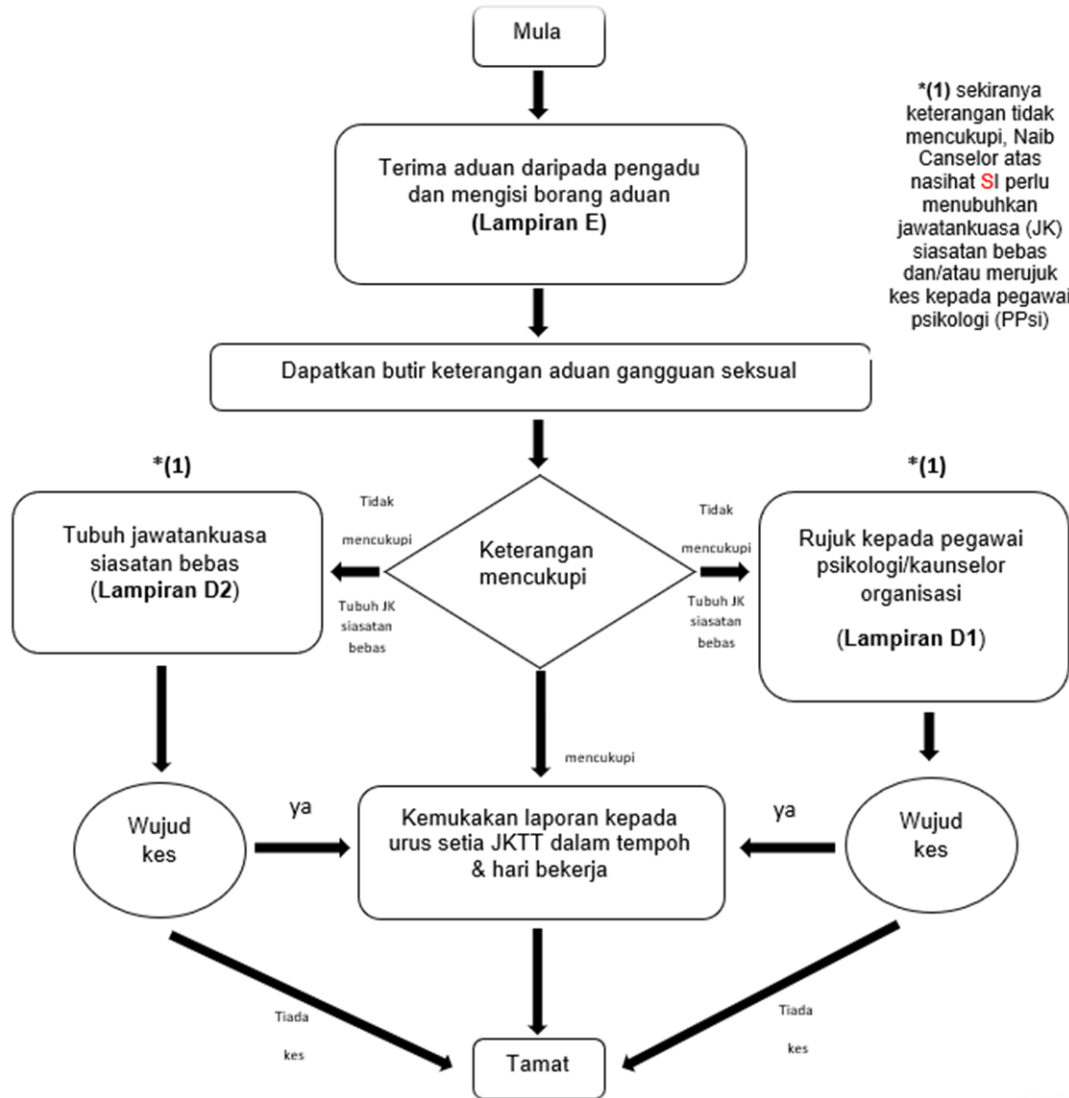 Mula
*(1) sekiranya
keterangan tidak
mencukupi, Naib
Canselor atas
nasihat SI perlu
menubuhkan
jawatankuasa (JK)
siasatan bebas
dan/atau merujuk
kes kepada pegawai
psikologi (PPsi)
Terima aduan daripada pengadu
dan mengisi borang aduan
(Lampiran E)
Dapatkan butir keterangan aduan gangguan seksual
*(1)
Tubuh jawatankuasa
siasatan bebas
(Lampiran D2)
Tidak
mencukupi
Tubuh JK
siasatan
bebas
Keterangan
mencukupi
Tidak
mencukupi
Tubuh JK
siasatan
bebas
*(1)
Rujuk kepada pegawai
psikologi/kaunselor
organisasi
(Lampiran D1)
mencukupi
Wujud
kes
ya
Kemukakan laporan kepada
urus setia JKTT dalam tempoh
& hari bekerja
ya
Wujud
kes
Tiada
kes
Tiada
kes
Tamat